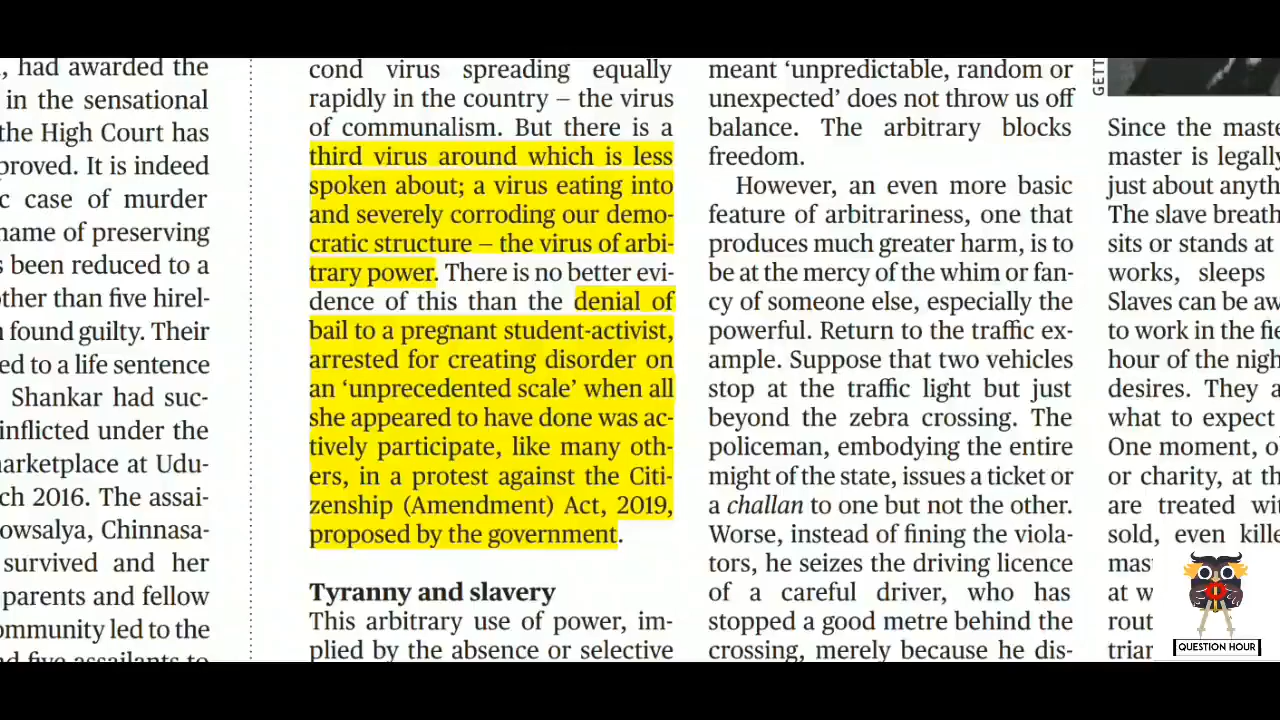 , had awarded the
in the sensational
the High Court has
proved. It is indeed
case of murder
name of preserving
been reduced to a
other than five hirel-
found guilty. Their
ed to a life sentence
Shankar had suc-
inflicted under the
marketplace at Udu-
ch 2016. The assai-
owsalya, Chinnasa-
survived and her
parents and fellow
ommunity led to the
five assailants to
cond virus spreading equally
rapidly in the country – the virus
of communalism. But there is a
third virus around which is less
spoken about; a virus eating into
and severely corroding our demo-
cratic structure – the virus of arbi-
trary power. There is no better evi-
dence of this than the denial of
bail to a pregnant student-activist,
arrested for creating disorder on
an ‘unprecedented scale’ when all
she appeared to have done was ac-
tively participate, like many oth-
ers, in a protest against the Citi-
zenship (Amendment) Act, 2019,
proposed by the government.
Tyranny and slavery
This arbitrary use of power, im-
plied by the absence or selective
meant ‘unpredictable, random or
unexpected’ does not throw us off
balance. The arbitrary blocks
freedom.
However, an even more basic
feature of arbitrariness, one that
produces much greater harm, is to
be at the mercy of the whim or fan-
cy of someone else, especially the
powerful. Return to the traffic ex-
ample. Suppose that two vehicles
stop at the traffic light but just
beyond the zebra crossing. The
policeman, embodying the entire
might of the state, issues a ticket or
a challan to one but not the other.
Worse, instead of fining the viola-
tors, he seizes the driving licence
of a careful driver, who has
stopped a good metre behind the
crossing, merely because he dis-
GETT
Since the maste
master is legally
just about anyth
The slave breath
sits or stands at
works, sleeps
Slaves can be aw
to work in the fie
hour of the nigh
desires. They a
what to expect
One moment, o
or charity, at th
are treated wit
sold, even kille
mas
at w
rout
trian
QUESTION HOUR